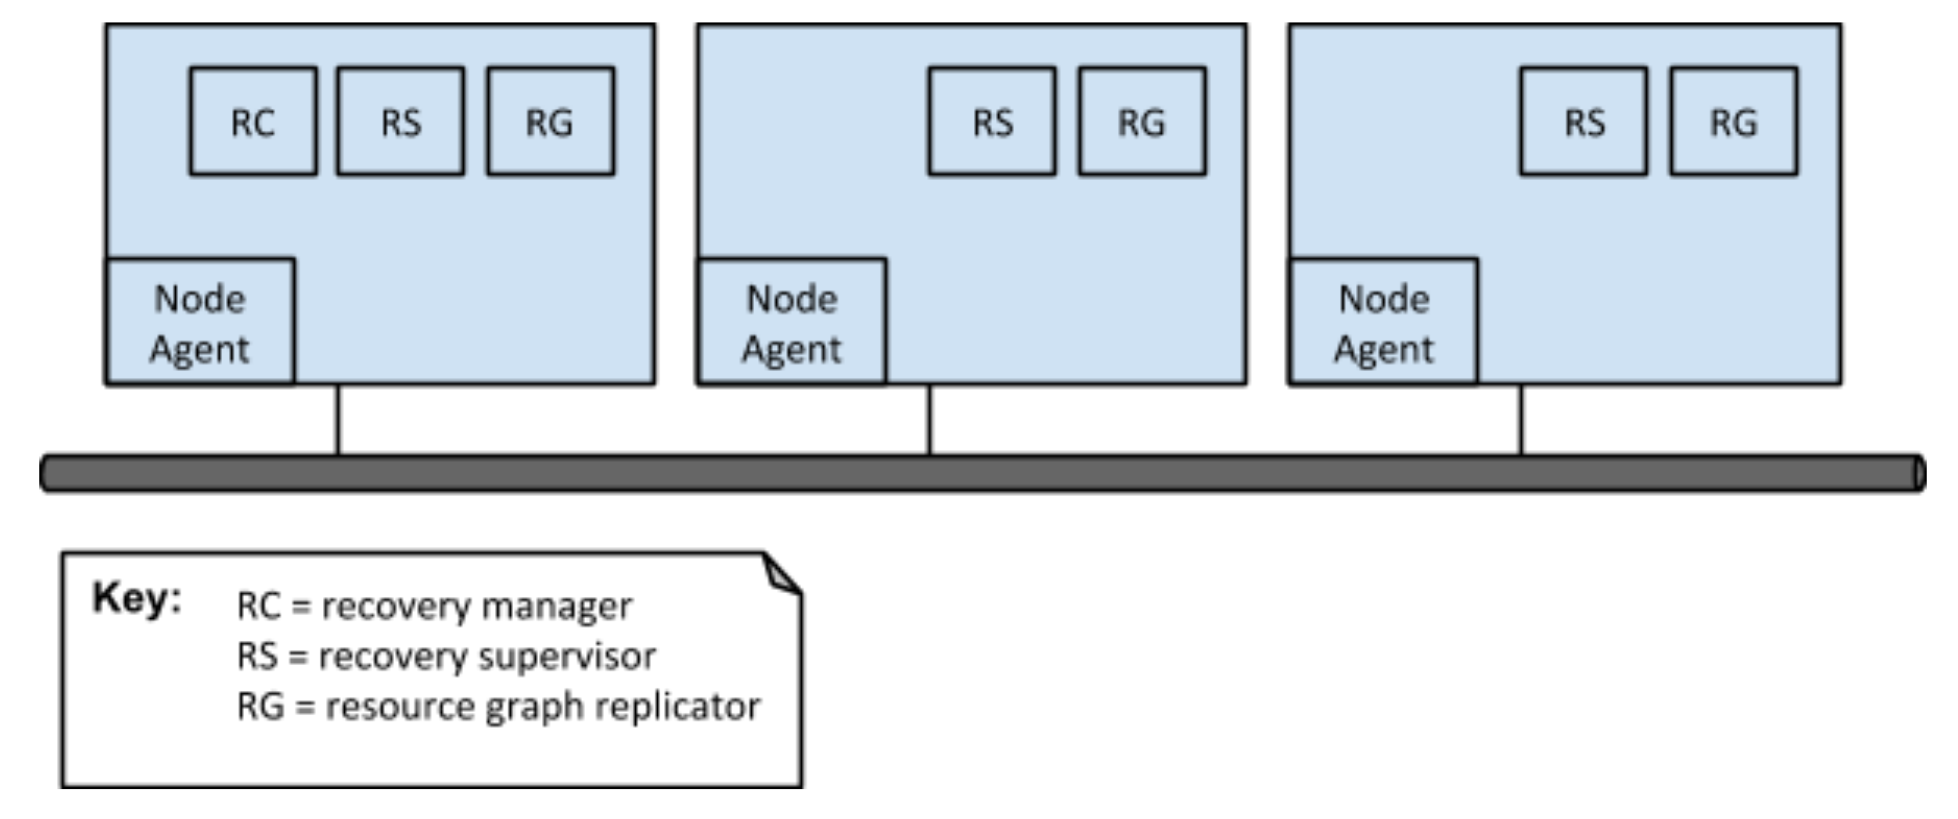 RC RS RG RS RG RS RG
Node Node Node
Agent Agent Agent
Key:
RC = recovery manager
RS = recovery supervisor
RG = resource graph replicator